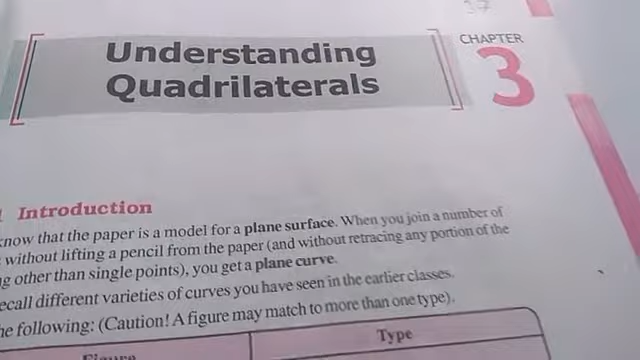 Understanding
Quadrilaterals
CHAPTER
3
Introduction
know that the paper is a model for a plane surface. When you join a number of
without lifting a pencil from the paper (and without retracing any portion of the
other than single points), you get a plane curve.
ecall different varieties of curves you have seen in the earlier classes.
he following: (Caution! A figure may match to more than one type).
Figure
Type